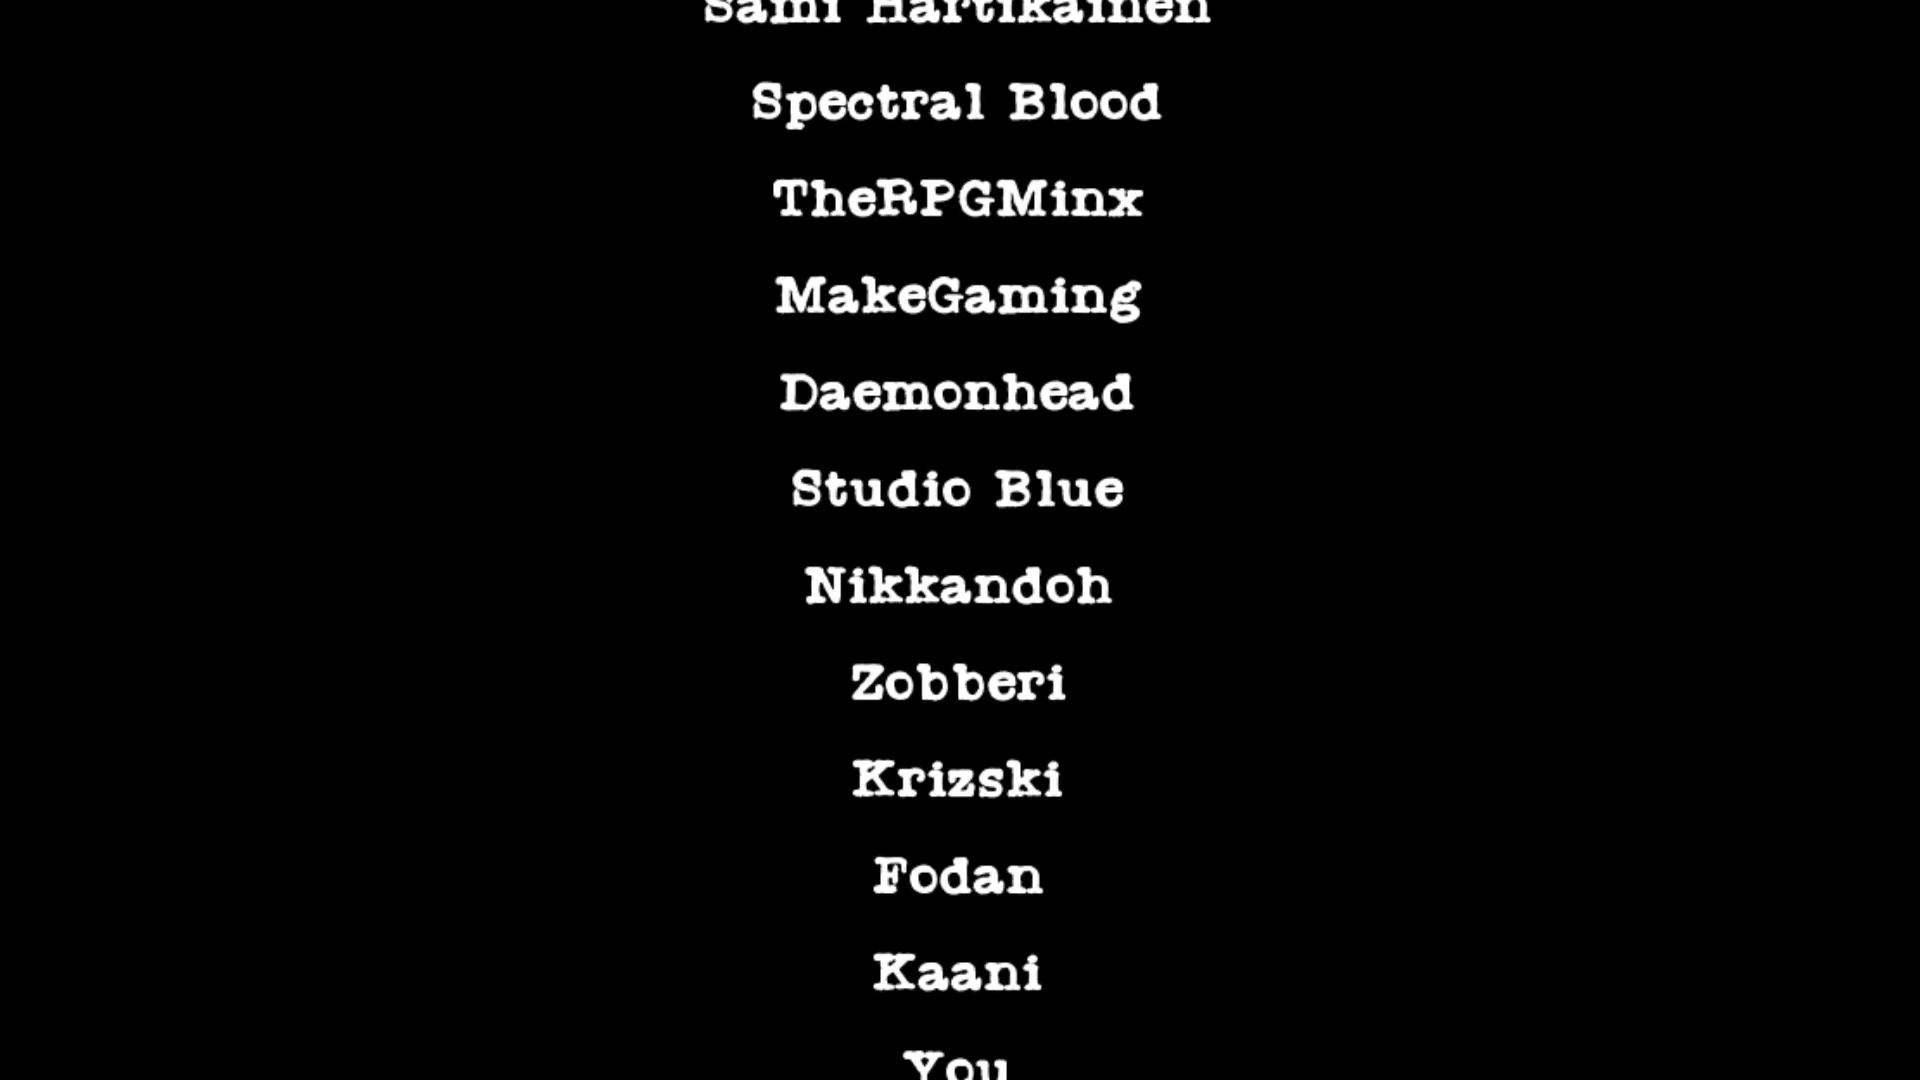 Sami Hartikainen
Spectral Blood
TheRPGMinx
MakeGaming
Daemonhead
Studio Blue
Nikkandoh
Zobberi
Krizski
Fodan
Kaani
You